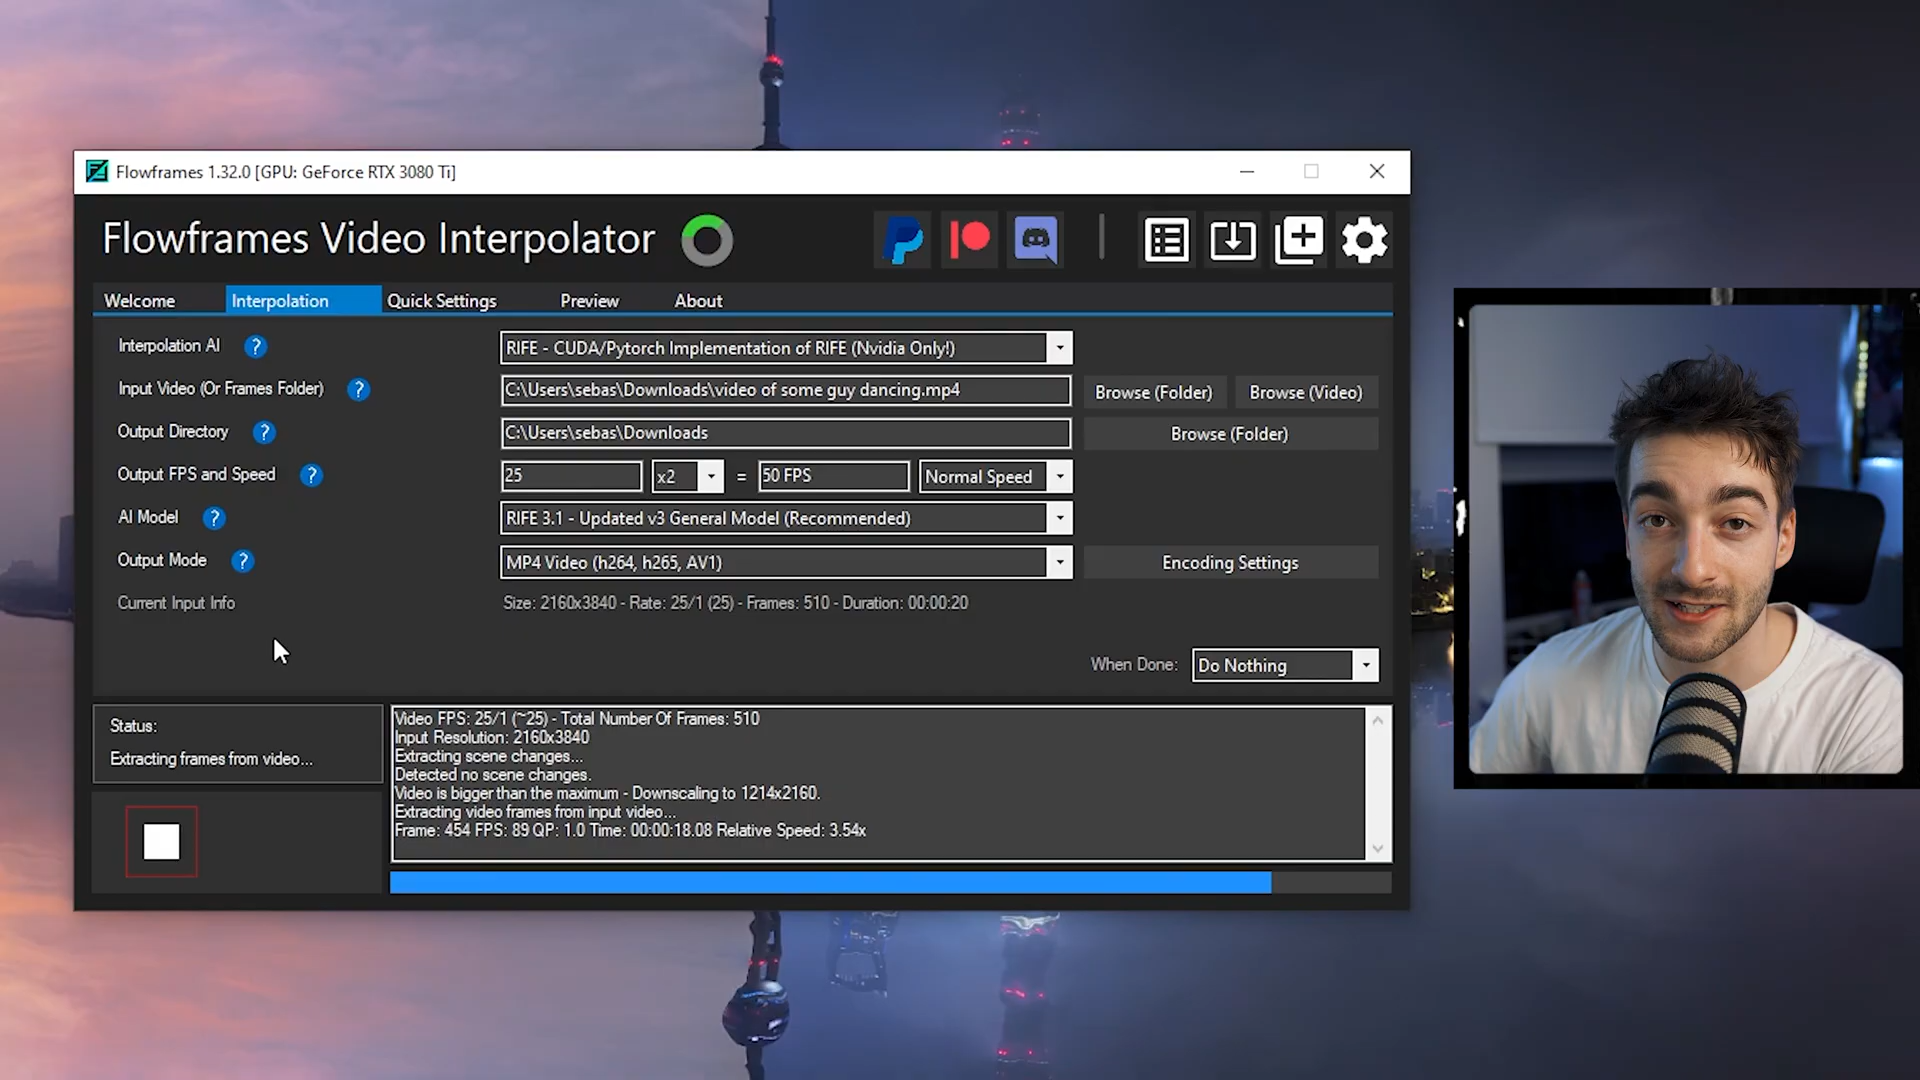 Flowframes 1.32.0 [GPU: GeForce RTX 3080 Ti]
Flowframes Video Interpolator
Welcome Interpolation Quick Settings Preview About
Interpolation AI ? RIFE - CUDA/Pytorch Implementation of RIFE (Nvidia Only!)
Input Video (Or Frames Folder) ? C:\Users\sebas\Downloads\video of some guy dancing.mp4 Browse (Folder) Browse (Video)
Output Directory ? C:\Users\sebas\Downloads Browse (Folder)
Output FPS and Speed ? 25 x2 = 50 FPS Normal Speed
AI Model ? RIFE 3.1 - Updated v3 General Model (Recommended)
Output Mode ? MP4 Video (h264, h265, AV1) Encoding Settings
Current Input Info Size: 2160x3840 - Rate: 25/1 (25) - Frames: 510 - Duration: 00:00:20
When Done: Do Nothing
Status:
Extracting frames from video...
Video FPS: 25/1 (~25) - Total Number Of Frames: 510
Input Resolution: 2160x3840
Extracting scene changes...
Detected no scene changes.
Video is bigger than the maximum - Downscaling to 1214x2160.
Extracting video frames from input video...
Frame: 454 FPS: 89 QP: 1.0 Time: 00:00:18.08 Relative Speed: 3.54x